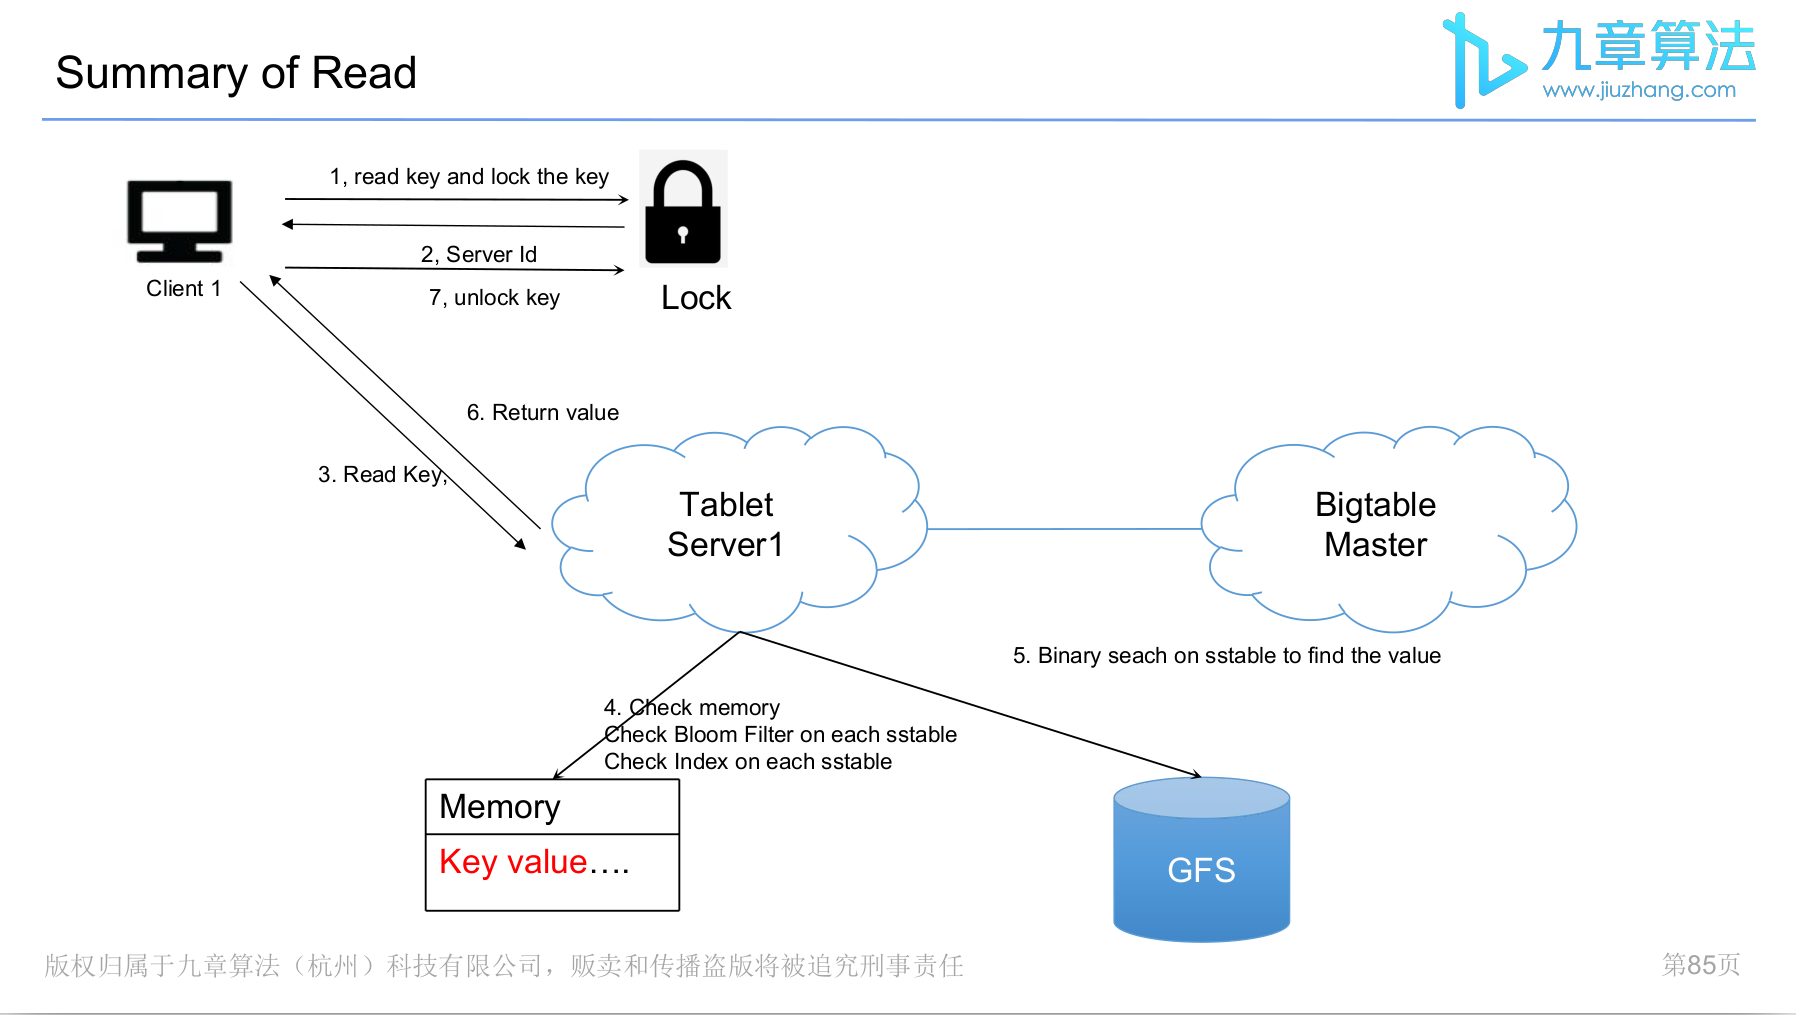 Summary of Read
九章算法
www.jiuzhang.com
1, read key and lock the key
2, Server Id
Client 1
7, unlock key
Lock
6. Return value
3. Read Key,
Tablet
Server1
Bigtable
Master
5. Binary seach on sstable to find the value
4. Check memory
Check Bloom Filter on each sstable
Check Index on each sstable
Memory
Key value….
GFS
版权归属于九章算法（杭州）科技有限公司，贩卖和传播盗版将被追究刑事责任
第85页